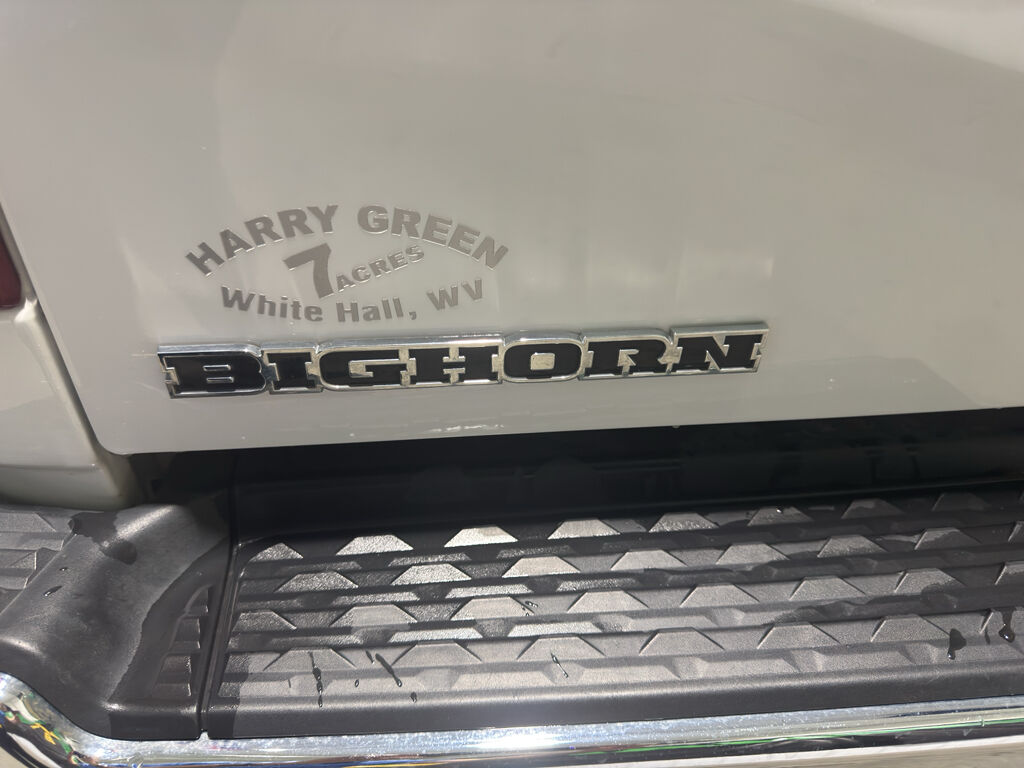 HARRY GREEN
7 ACRES
White Hall, WV
BIGHORN